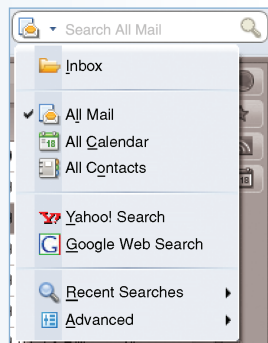 Search All Mail
Inbox
All Mail
All Calendar
All Contacts
Yahoo! Search
Google Web Search
Recent Searches
Advanced